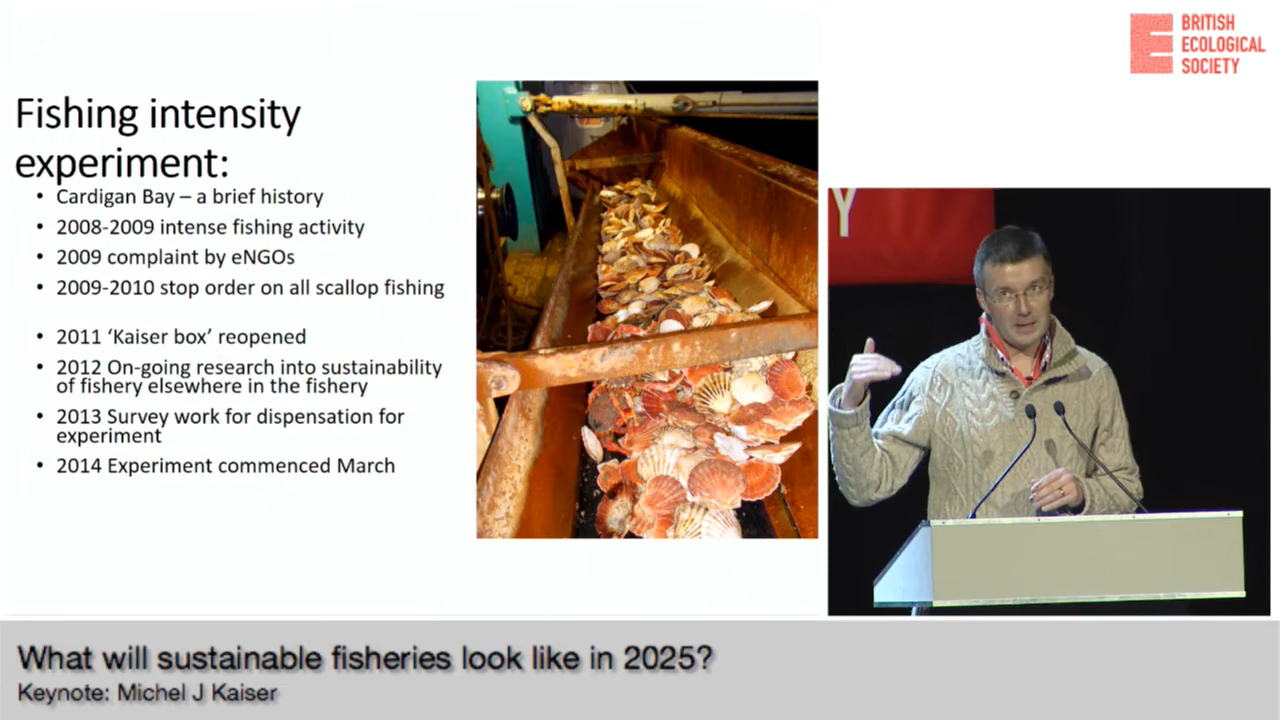 BRITISH
ECOLOGICAL
SOCIETY
Fishing intensity
experiment:
• Cardigan Bay – a brief history
• 2008-2009 intense fishing activity
• 2009 complaint by eNGOs
• 2009-2010 stop order on all scallop fishing
• 2011 ‘Kaiser box’ reopened
• 2012 On-going research into sustainability
of fishery elsewhere in the fishery
• 2013 Survey work for dispensation for
experiment
• 2014 Experiment commenced March
Y
What will sustainable fisheries look like in 2025?
Keynote: Michel J Kaiser